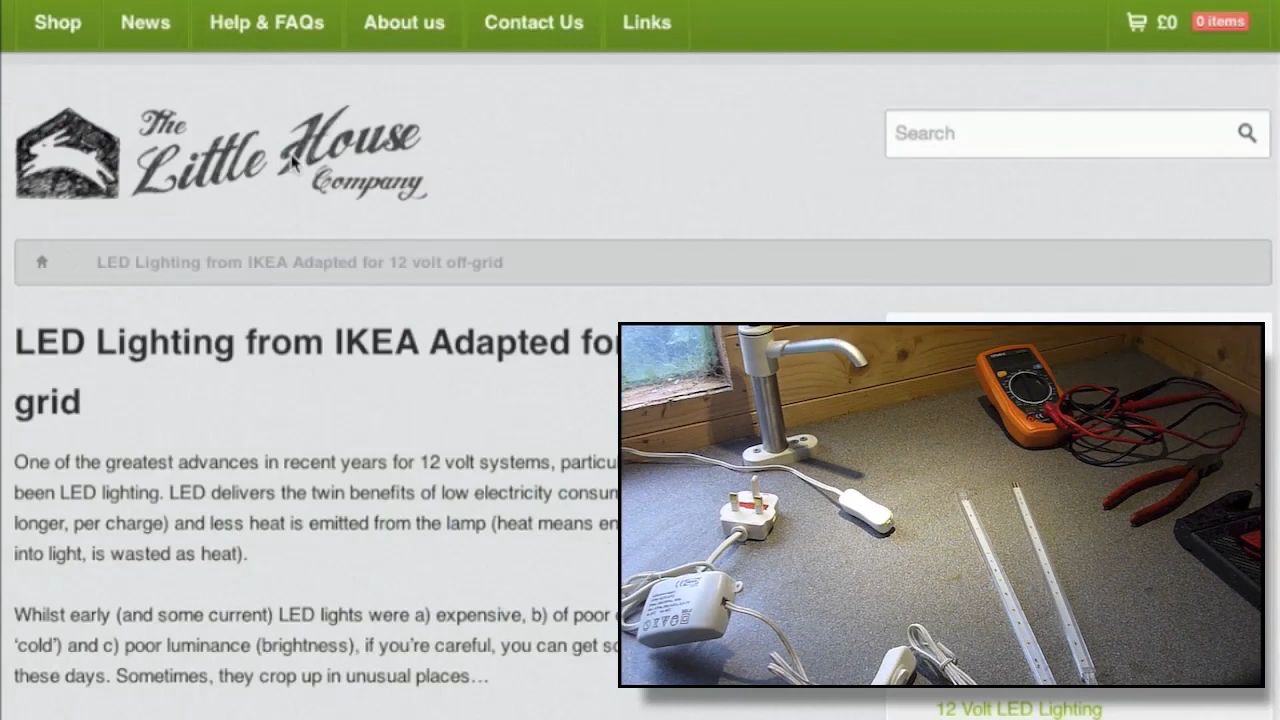 Shop News Help & FAQs About us Contact Us Links £0 0 items
The
Little House
Company
Search
LED Lighting from IKEA Adapted for 12 volt off-grid
LED Lighting from IKEA Adapted for
grid
One of the greatest advances in recent years for 12 volt systems, particu
been LED lighting. LED delivers the twin benefits of low electricity consum
longer, per charge) and less heat is emitted from the lamp (heat means en
into light, is wasted as heat).
Whilst early (and some current) LED lights were a) expensive, b) of poor
‘cold’) and c) poor luminance (brightness), if you’re careful, you can get so
these days. Sometimes, they crop up in unusual places…
12 Volt LED Lighting